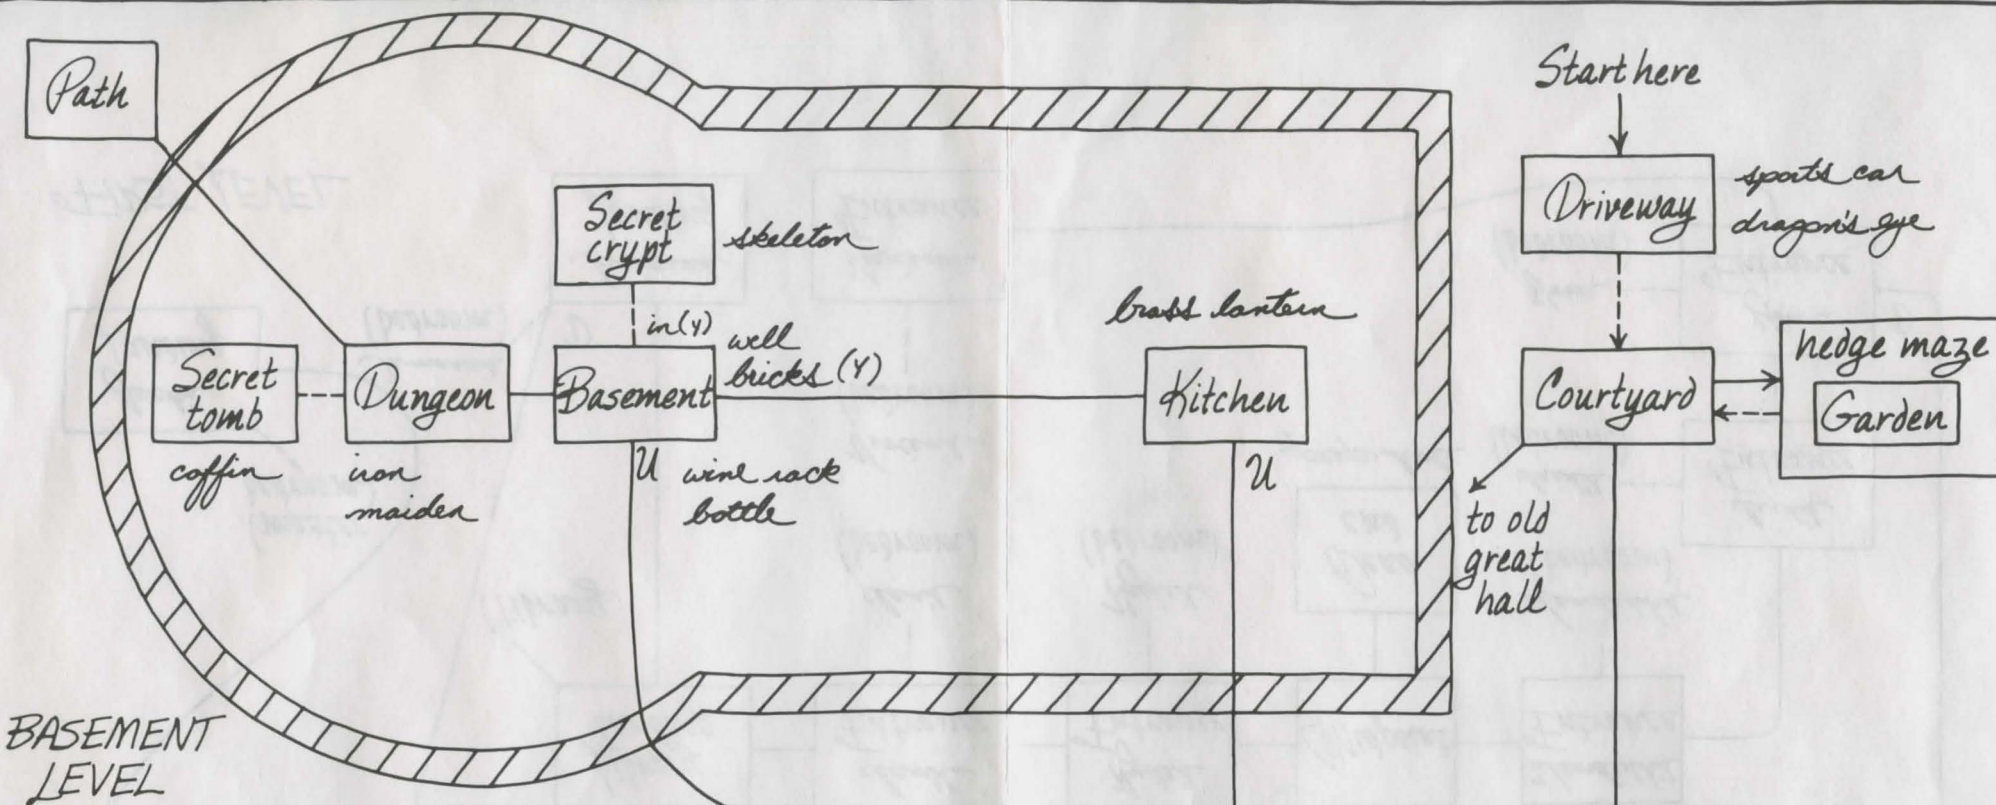 Path
Start here
Driveway
sports car
dragon's eye
Secret
crypt
skeleton
in (Y)
well
bricks (Y)
brass lantern
Secret
tomb
Dungeon
Basement
Kitchen
Courtyard
hedge maze
Garden
coffin
iron
maiden
U
wine rack
bottle
U
to old
great
hall
BASEMENT
LEVEL